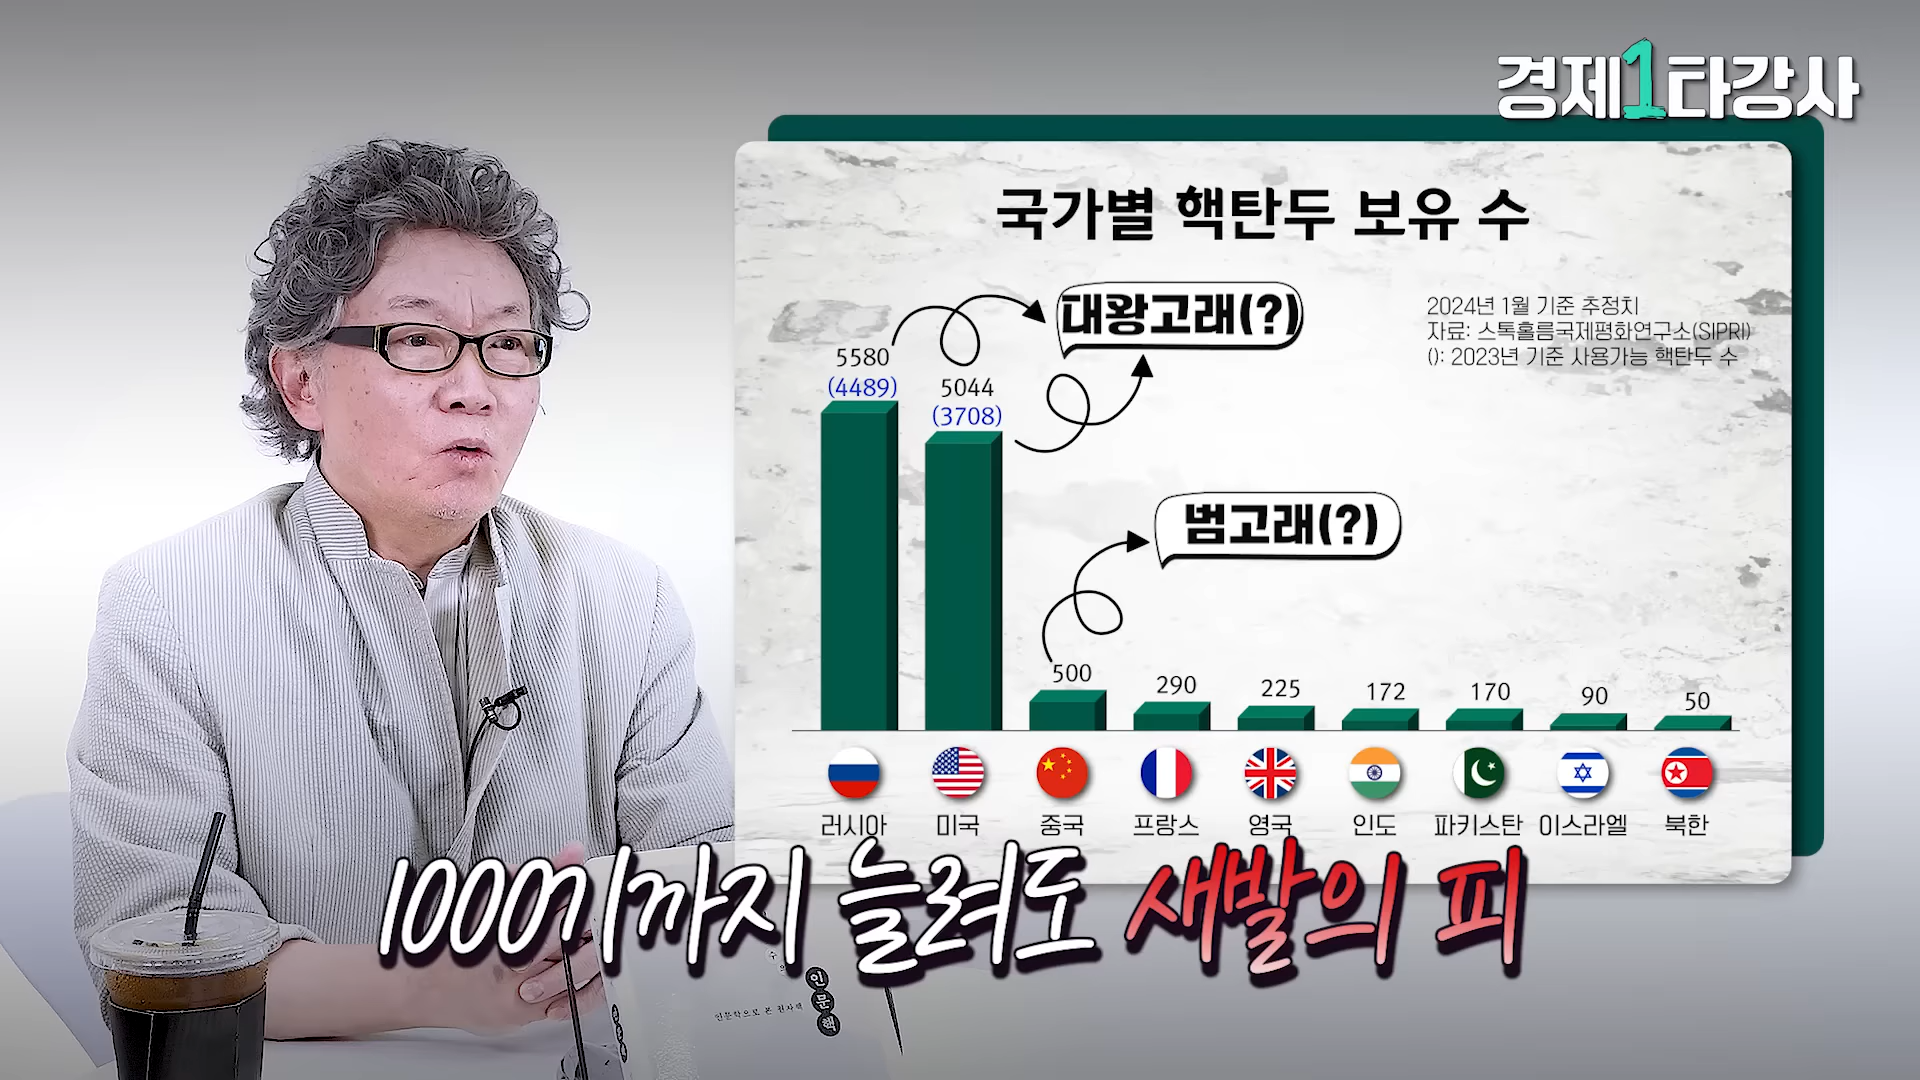 경제1타강사
국가별 핵탄두 보유 수
대왕고래(?)
2024년 1월 기준 추정치
자료: 스톡홀름국제평화연구소(SIPRI)
(): 2023년 기준 사용가능 핵탄두 수
5580
(4489)
5044
(3708)
범고래(?)
500
290
225
172
170
90
50
러시아
미국
중국
프랑스
영국
인도
파키스탄
이스라엘
북한
1000기까지 늘려도 새발의 피
인문핵
인문학으로 본 원자핵